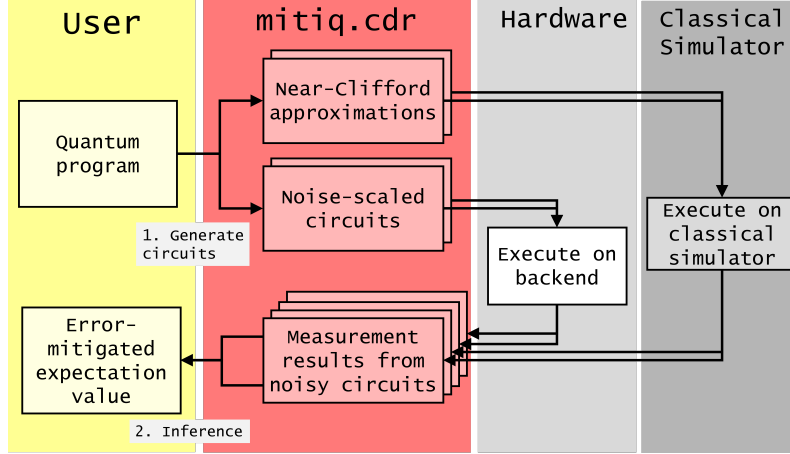 User
mitiq.cdr
Hardware
Classical
Simulator
Near-Clifford
approximations
Quantum
program
Noise-scaled
circuits
1. Generate
circuits
Execute on
backend
Execute on
classical
simulator
Error-
mitigated
expectation
value
Measurement
results from
noisy circuits
2. Inference